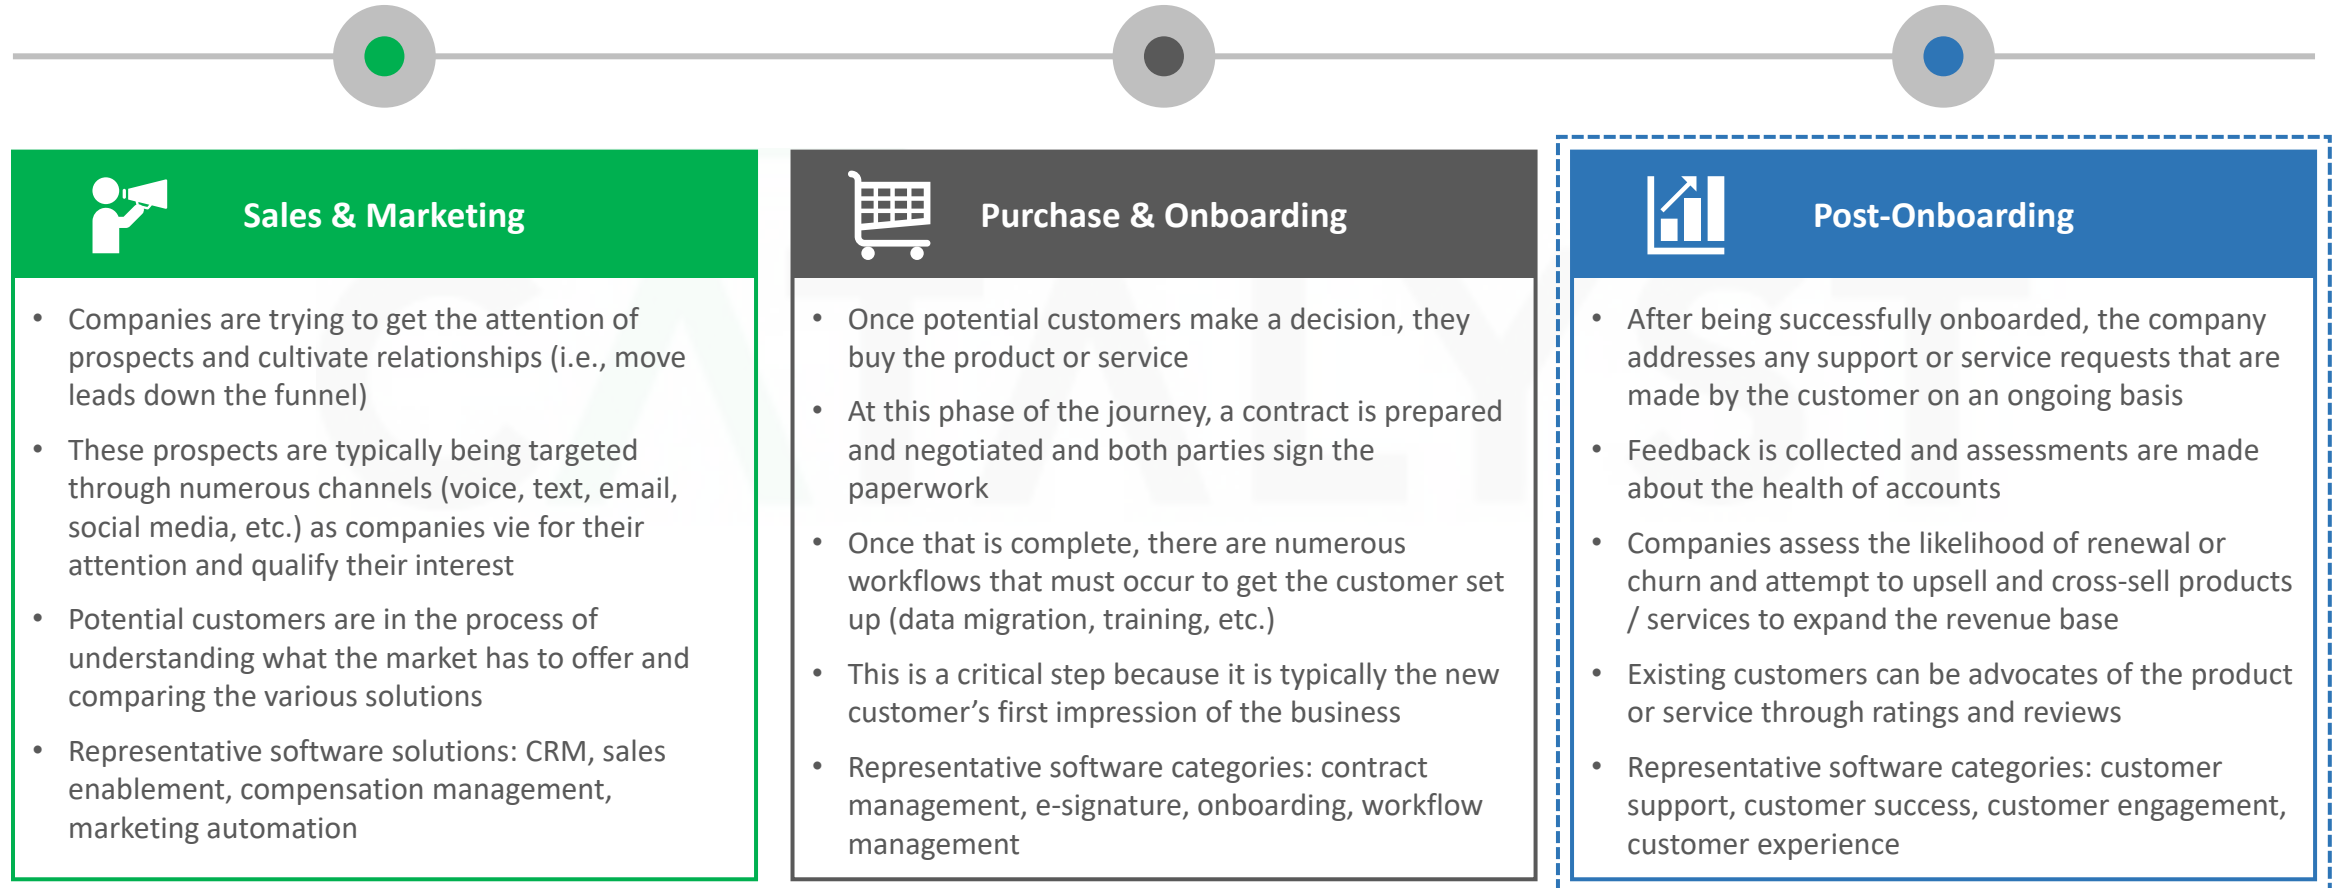 Sales & Marketing
• Companies are trying to get the attention of
prospects and cultivate relationships (i.e., move
leads down the funnel)
• These prospects are typically being targeted
through numerous channels (voice, text, email,
social media, etc.) as companies vie for their
attention and qualify their interest
• Potential customers are in the process of
understanding what the market has to offer and
comparing the various solutions
• Representative software solutions: CRM, sales
enablement, compensation management,
marketing automation
Purchase & Onboarding
• Once potential customers make a decision, they
buy the product or service
• At this phase of the journey, a contract is prepared
and negotiated and both parties sign the
paperwork
• Once that is complete, there are numerous
workflows that must occur to get the customer set
up (data migration, training, etc.)
• This is a critical step because it is typically the new
customer’s first impression of the business
• Representative software categories: contract
management, e-signature, onboarding, workflow
management
Post-Onboarding
• After being successfully onboarded, the company
addresses any support or service requests that are
made by the customer on an ongoing basis
• Feedback is collected and assessments are made
about the health of accounts
• Companies assess the likelihood of renewal or
churn and attempt to upsell and cross-sell products
/ services to expand the revenue base
• Existing customers can be advocates of the product
or service through ratings and reviews
• Representative software categories: customer
support, customer success, customer engagement,
customer experience
CATALYST